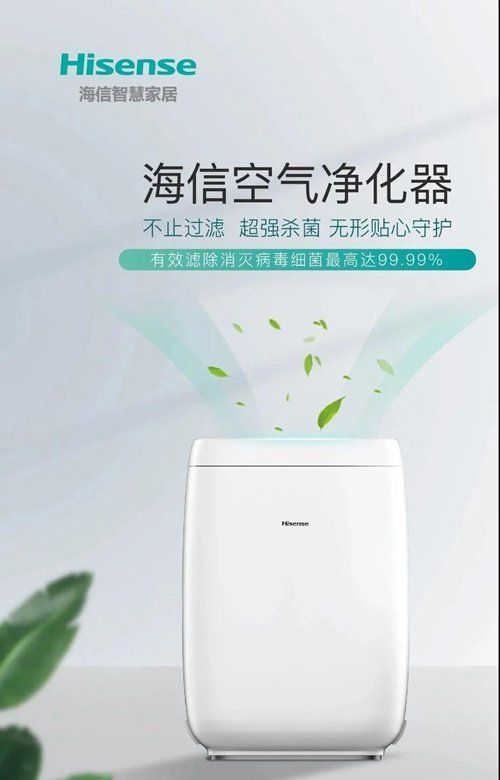 Hisense
海信智慧家居
海信空气净化器
不止过滤 超强杀菌 无形贴心守护
有效滤除消灭病毒细菌最高达99.99%
Hisense